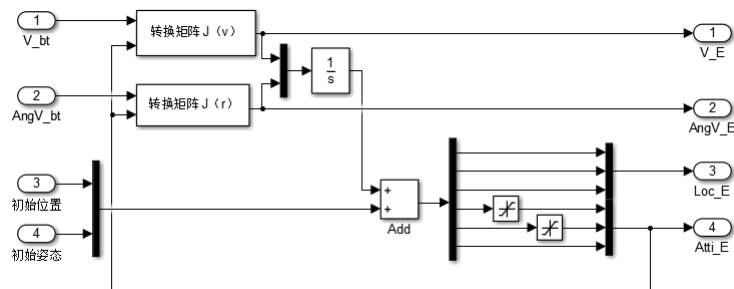 1
V_bt
转换矩阵 J（v）
1
V_E
2
AngV_bt
转换矩阵 J（r）
1
s
2
AngV_E
3
初始位置
4
初始姿态
+
+
Add
3
Loc_E
4
Atti_E